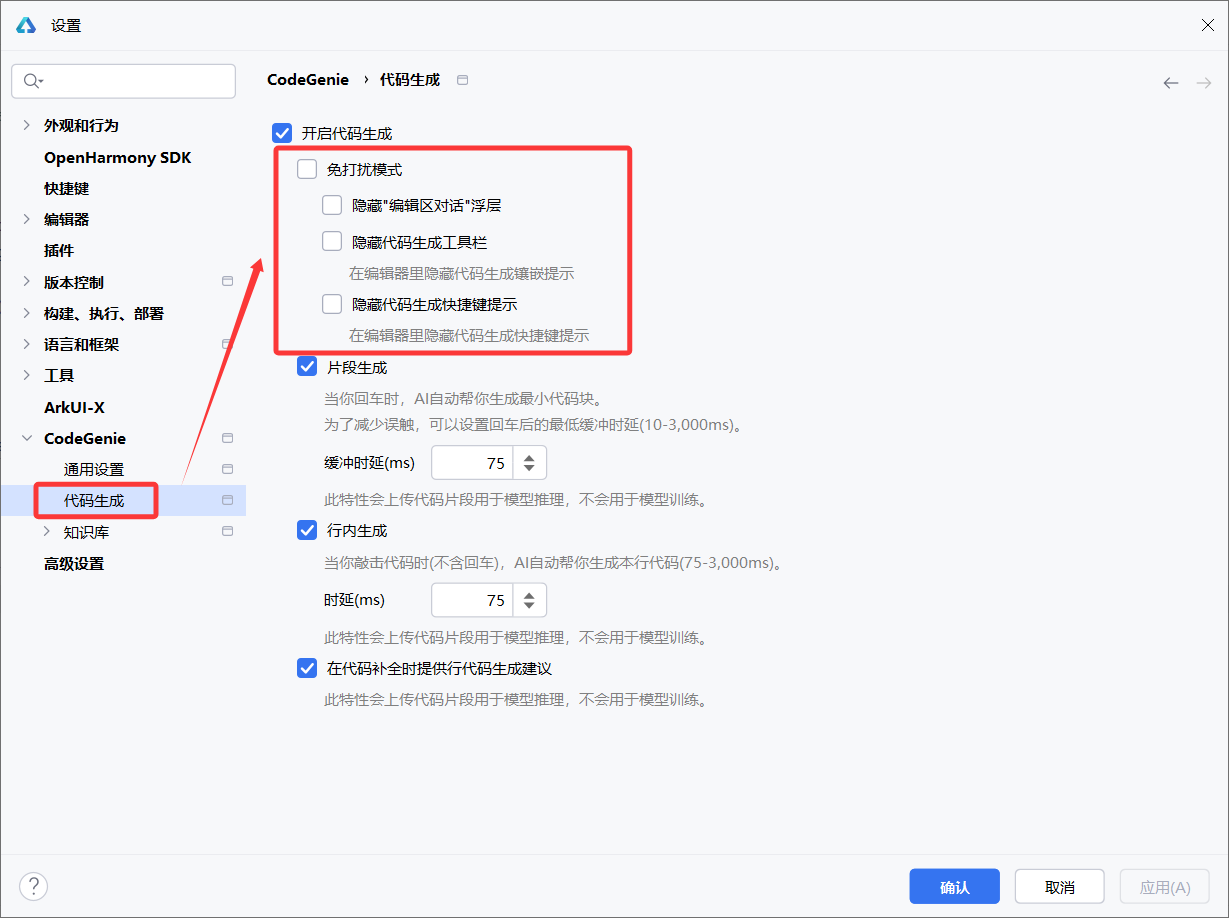 设置
CodeGenie › 代码生成
外观和行为
OpenHarmony SDK
快捷键
编辑器
插件
版本控制
构建、执行、部署
语言和框架
工具
ArkUI-X
CodeGenie
通用设置
代码生成
知识库
高级设置
开启代码生成
免打扰模式
隐藏"编辑区对话"浮层
隐藏代码生成工具栏
在编辑器里隐藏代码生成镶嵌提示
隐藏代码生成快捷键提示
在编辑器里隐藏代码生成快捷键提示
片段生成
当你回车时，AI自动帮你生成最小代码块。
为了减少误触，可以设置回车后的最低缓冲时延(10-3,000ms)。
缓冲时延(ms) 75
此特性会上传代码片段用于模型推理，不会用于模型训练。
行内生成
当你敲击代码时(不含回车)，AI自动帮你生成本行代码(75-3,000ms)。
时延(ms) 75
此特性会上传代码片段用于模型推理，不会用于模型训练。
在代码补全时提供行代码生成建议
此特性会上传代码片段用于模型推理，不会用于模型训练。
? 确认 取消 应用(A)